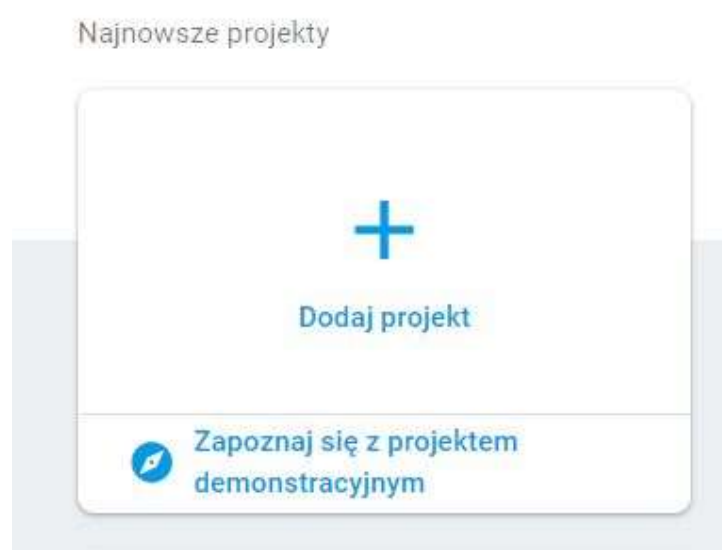 Najnowsze projekty
Dodaj projekt
Zapoznaj się z projektem
demonstracyjnym